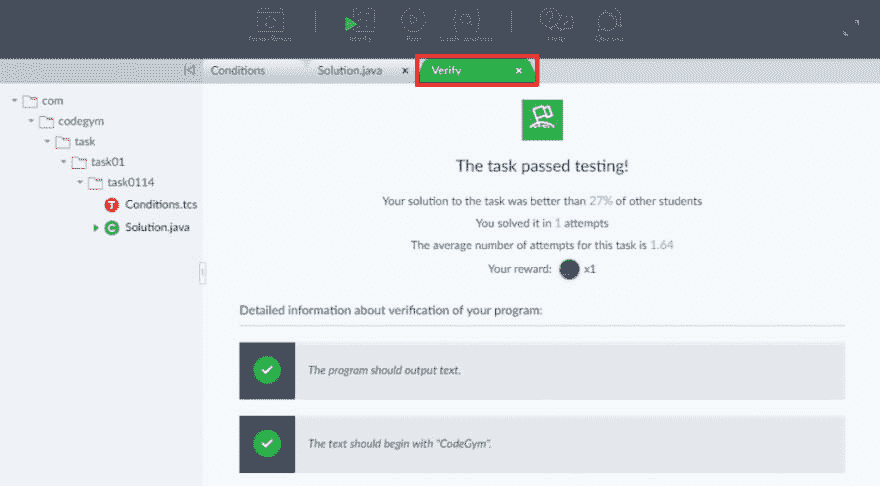 Conditions
Solution.java
Verify
com
codegym
task
task01
task0114
Conditions.tcs
Solution.java
The task passed testing!
Your solution to the task was better than 27% of other students
You solved it in 1 attempts
The average number of attempts for this task is 1.64
Your reward: x1
Detailed information about verification of your program:
The program should output text.
The text should begin with "CodeGym".